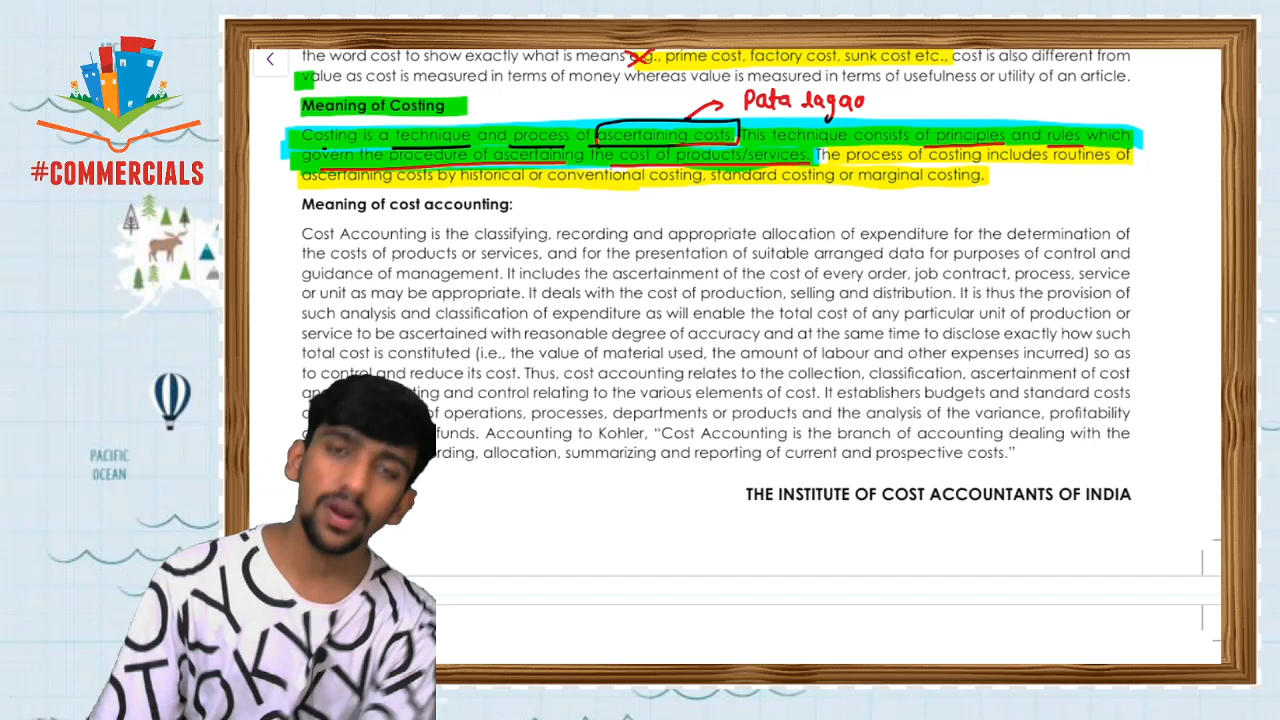 the word cost to show exactly what is means e.g., prime cost, factory cost, sunk cost etc., cost is also different from
value as cost is measured in terms of money whereas value is measured in terms of usefulness or utility of an article.
Meaning of Costing
Pata lagao
Costing is a technique and process of ascertaining costs. This technique consists of principles and rules which
govern the procedure of ascertaining the cost of products/services. The process of costing includes routines of
ascertaining costs by historical or conventional costing, standard costing or marginal costing.
Meaning of cost accounting:
Cost Accounting is the classifying, recording and appropriate allocation of expenditure for the determination of
the costs of products or services, and for the presentation of suitable arranged data for purposes of control and
guidance of management. It includes the ascertainment of the cost of every order, job contract, process, service
or unit as may be appropriate. It deals with the cost of production, selling and distribution. It is thus the provision of
such analysis and classification of expenditure as will enable the total cost of any particular unit of production or
service to be ascertained with reasonable degree of accuracy and at the same time to disclose exactly how such
total cost is constituted (i.e., the value of material used, the amount of labour and other expenses incurred) so as
to control and reduce its cost. Thus, cost accounting relates to the collection, classification, ascertainment of cost
and control relating to the various elements of cost. It establishers budgets and standard costs
of operations, processes, departments or products and the analysis of the variance, profitability
funds. Accounting to Kohler, “Cost Accounting is the branch of accounting dealing with the
allocation, summarizing and reporting of current and prospective costs.”
THE INSTITUTE OF COST ACCOUNTANTS OF INDIA
#COMMERCIALS
PACIFIC
OCEAN